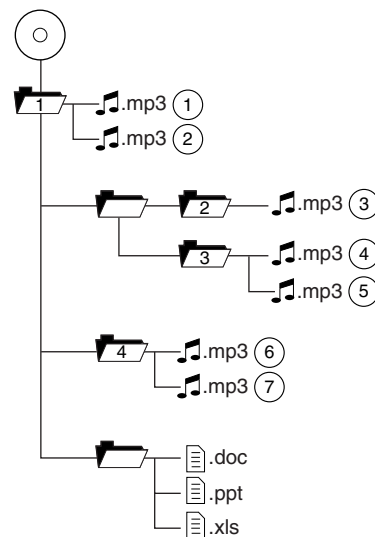 1 .mp3 1
.mp3 2
2 .mp3 3
3 .mp3 4
.mp3 5
4 .mp3 6
.mp3 7
.doc
.ppt
.xls